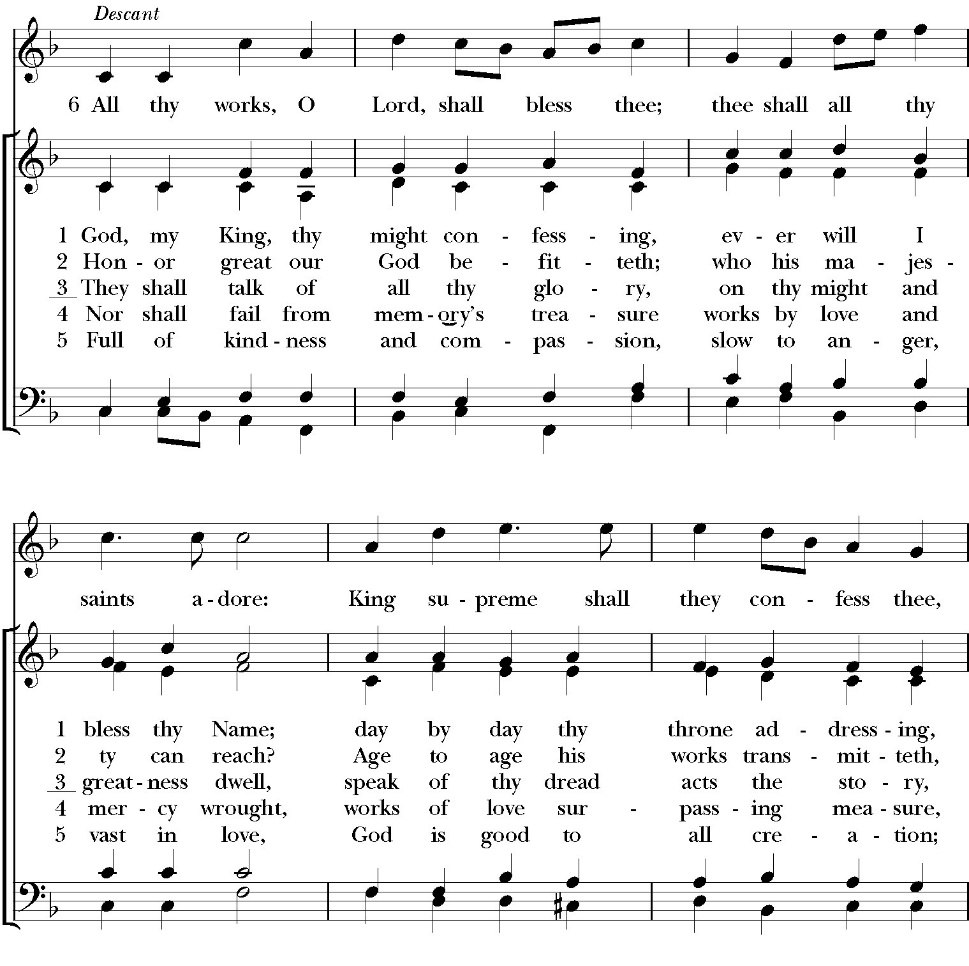 Descant
6 All thy works, O Lord, shall bless thee; thee shall all thy
1 God, my King, thy might con - fess - ing, ev - er will I
2 Hon - or great our God be - fit - teth; who his ma - jes -
3 They shall talk of all thy glo - ry, on thy might and
4 Nor shall fail from mem - ory's trea - sure works by love and
5 Full of kind - ness and com - pas - sion, slow to an - ger,
saints a - dore: King su - preme shall they con - fess thee,
1 bless thy Name; day by day thy throne ad - dress - ing,
2 ty can reach? Age to age his works trans - mit - teth,
3 great - ness dwell, speak of thy dread acts the sto - ry,
4 mer - cy wrought, works of love sur - pass - ing mea - sure,
5 vast in love, God is good to all cre - a - tion;